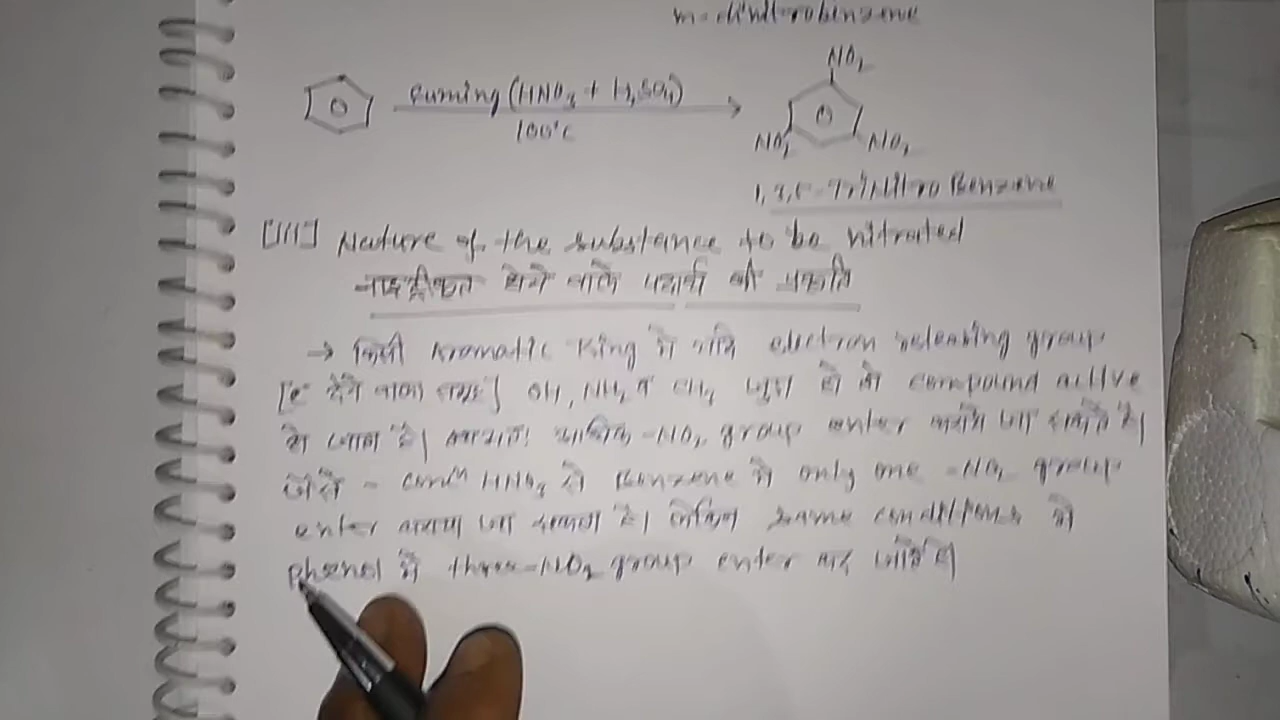 m-dinitrobenzene
fuming (HNO3 + H2SO4)
100°C
NO2
NO2 NO2
1,3,5-TriNitro Benzene
[III] Nature of the substance to be nitrated
नाइट्रीकृत होने वाले पदार्थ की प्रकृति
→ किसी Aromatic Ring में यदि electron releasing group
[e⁻ देने वाला समूह] OH, NH2 व CH3 जुड़ा हो तो compound active
हो जाता है। अधिक -NO2 group enter कराये जा सकते है।
जैसे - conc. HNO3 से Benzene में only one -NO2 group
enter कराया जा सकता है। लेकिन same conditions में
phenol में three -NO2 group enter कर जाते है।